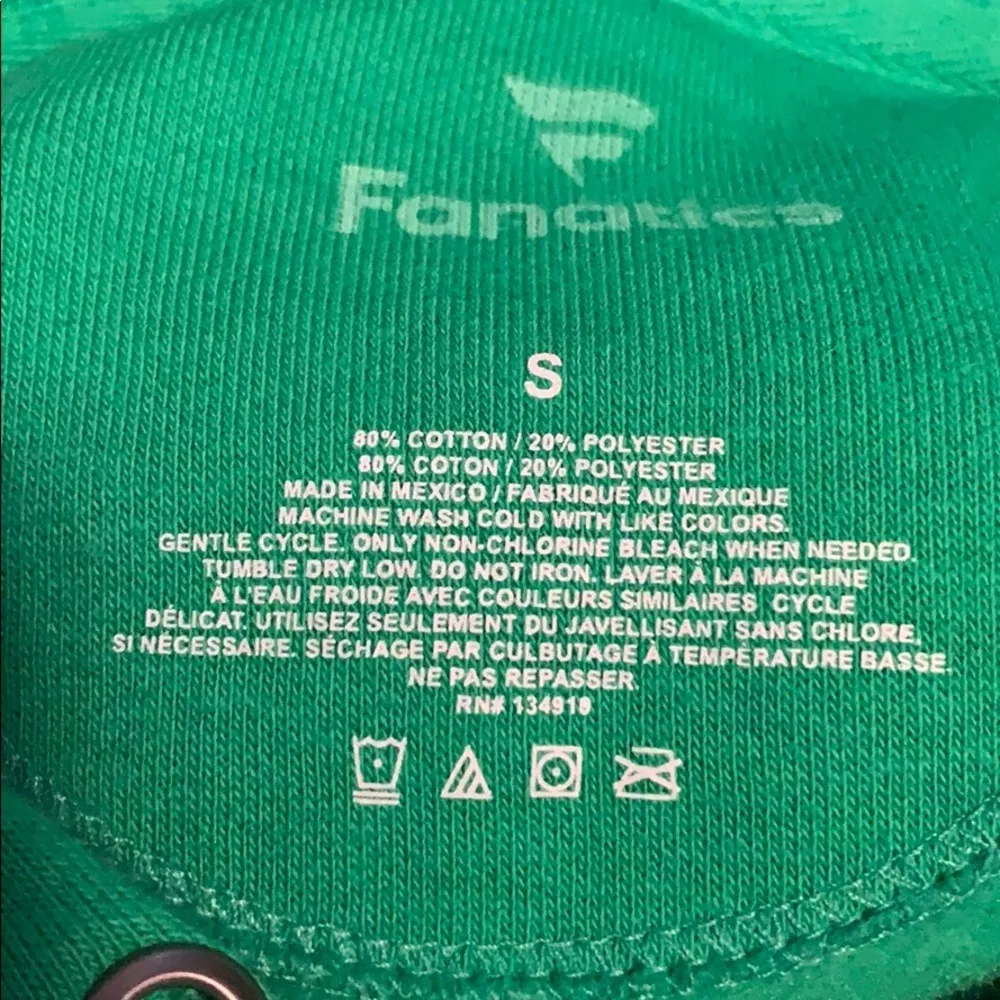 Fanatics
S
80% COTTON / 20% POLYESTER
80% COTON / 20% POLYESTER
MADE IN MEXICO / FABRIQUÉ AU MEXIQUE
MACHINE WASH COLD WITH LIKE COLORS.
GENTLE CYCLE. ONLY NON-CHLORINE BLEACH WHEN NEEDED.
TUMBLE DRY LOW. DO NOT IRON. LAVER À LA MACHINE
À L'EAU FROIDE AVEC COULEURS SIMILAIRES CYCLE
DÉLICAT. UTILISEZ SEULEMENT DU JAVELLISANT SANS CHLORE.
SI NÉCESSAIRE. SÉCHAGE PAR CULBUTAGE À TEMPÉRATURE BASSE.
NE PAS REPASSER.
RN# 134919